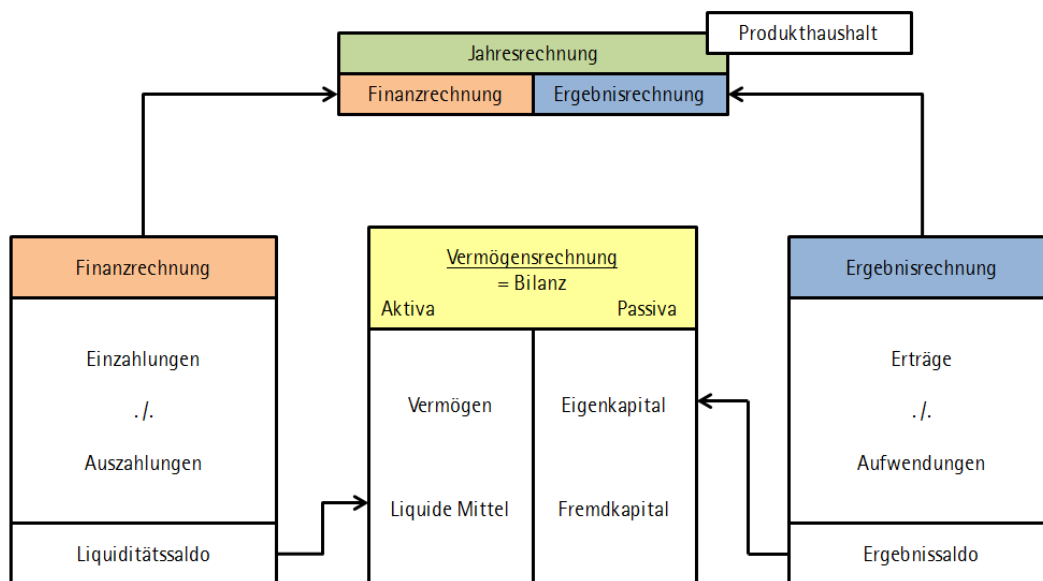 Produkthaushalt
Jahresrechnung
Finanzrechnung
Ergebnisrechnung
Finanzrechnung
Einzahlungen
./.
Auszahlungen
Liquiditätssaldo
Vermögensrechnung
= Bilanz
Aktiva
Passiva
Vermögen
Eigenkapital
Liquide Mittel
Fremdkapital
Ergebnisrechnung
Erträge
./.
Aufwendungen
Ergebnissaldo